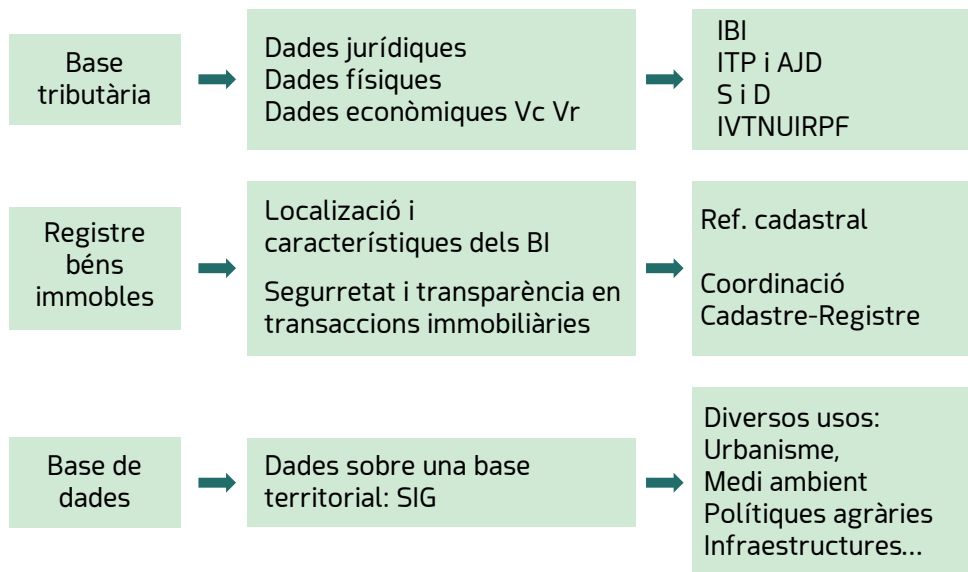 Base
tributària
Dades jurídiques
Dades físiques
Dades econòmiques Vc Vr
IBI
ITP i AJD
S i D
IVTNUIRPF
Registre
béns
immobles
Localizació i
característiques dels BI
Segurretat i transparència en
transaccions immobiliàries
Ref. cadastral
Coordinació
Cadastre-Registre
Base de
dades
Dades sobre una base
territorial: SIG
Diversos usos:
Urbanisme,
Medi ambient
Polítiques agràries
Infraestructures...